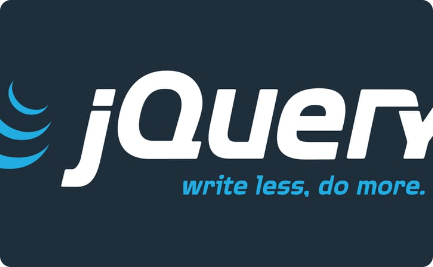 jQuery
write less, do more.